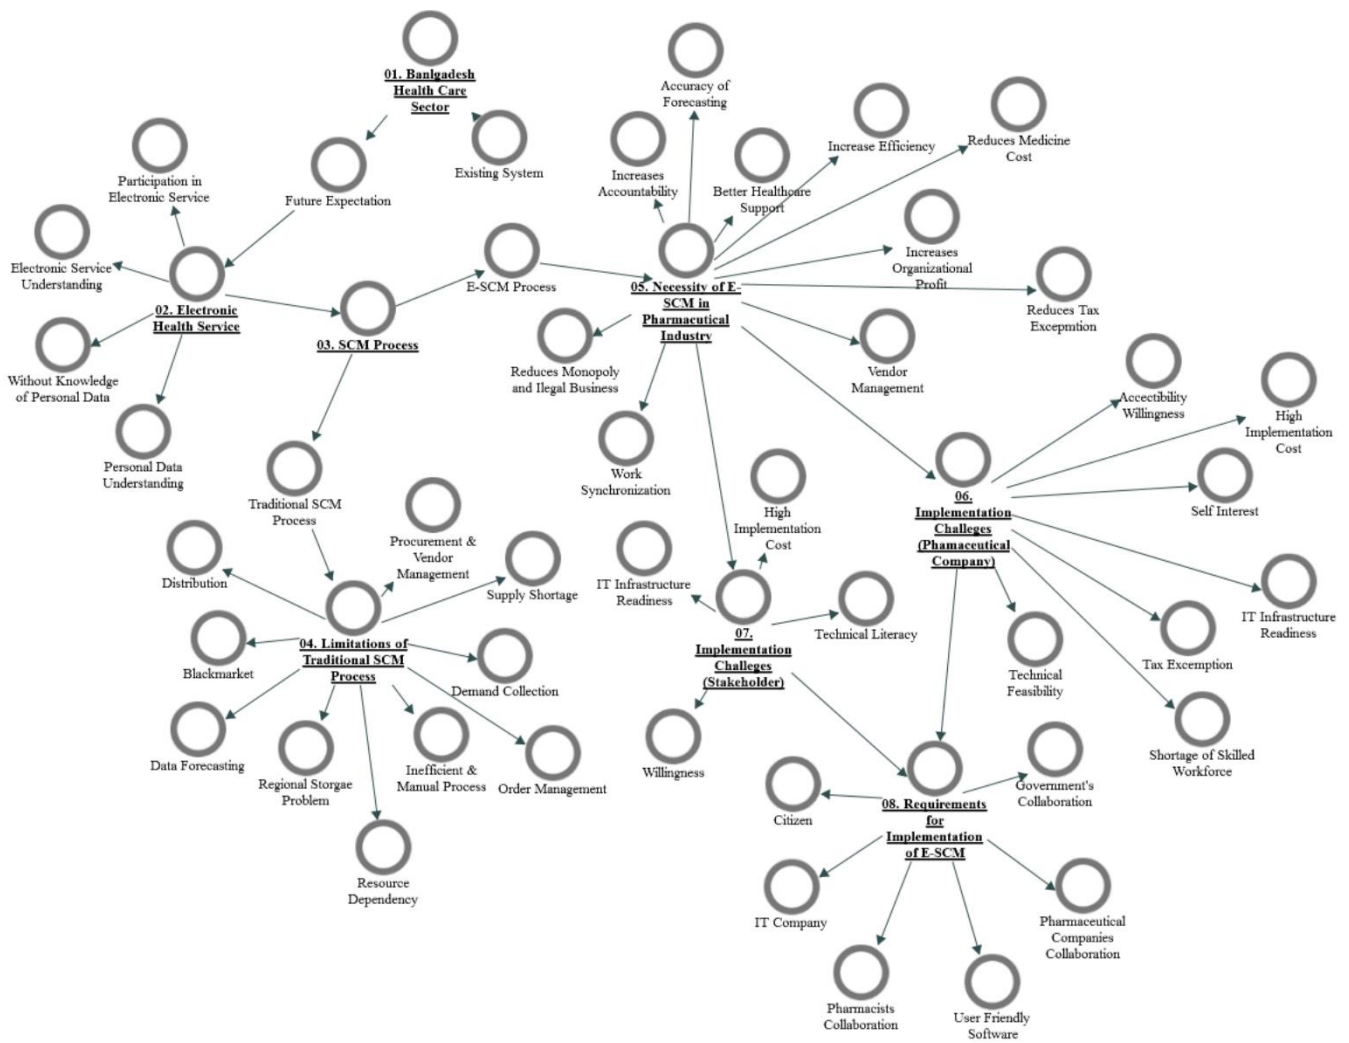 01. Banlgadesh
Health Care
Sector
Existing System
Future Expectation
Participation in
Electronic Service
Electronic Service
Understanding
02. Electronic
Health Service
Without Knowledge
of Personal Data
Personal Data
Understanding
03. SCM Process
E-SCM Process
Traditional SCM
Process
Accuracy of
Forecasting
Increases
Accountability
Better Healthcare
Support
Increase Efficiency
Reduces Medicine
Cost
Increases
Organizational
Profit
Reduces Tax
Excepmtion
05. Necessity of E-
SCM in
Pharmacutical
Industry
Reduces Monopoly
and Ilegal Business
Vendor
Management
Work
Synchronization
Accectibility
Willingness
High
Implementation
Cost
Self Interest
06.
Implementation
Challeges
(Phamaceutical
Company)
IT Infrastructure
Readiness
Tax Excemption
Technical
Feasibility
Shortage of Skilled
Workforce
High
Implementation
Cost
IT Infrastructure
Readiness
Technical Literacy
07.
Implementation
Challeges
(Stakeholder)
Willingness
Procurement &
Vendor
Management
Distribution
Supply Shortage
04. Limitations of
Traditional SCM
Process
Blackmarket
Demand Collection
Data Forecasting
Regional Storgae
Problem
Inefficient &
Manual Process
Order Management
Resource
Dependency
Government's
Collaboration
Citizen
08. Requirements
for
Implementation
of E-SCM
IT Company
Pharmaceutical
Companies
Collaboration
Pharmacists
Collaboration
User Friendly
Software